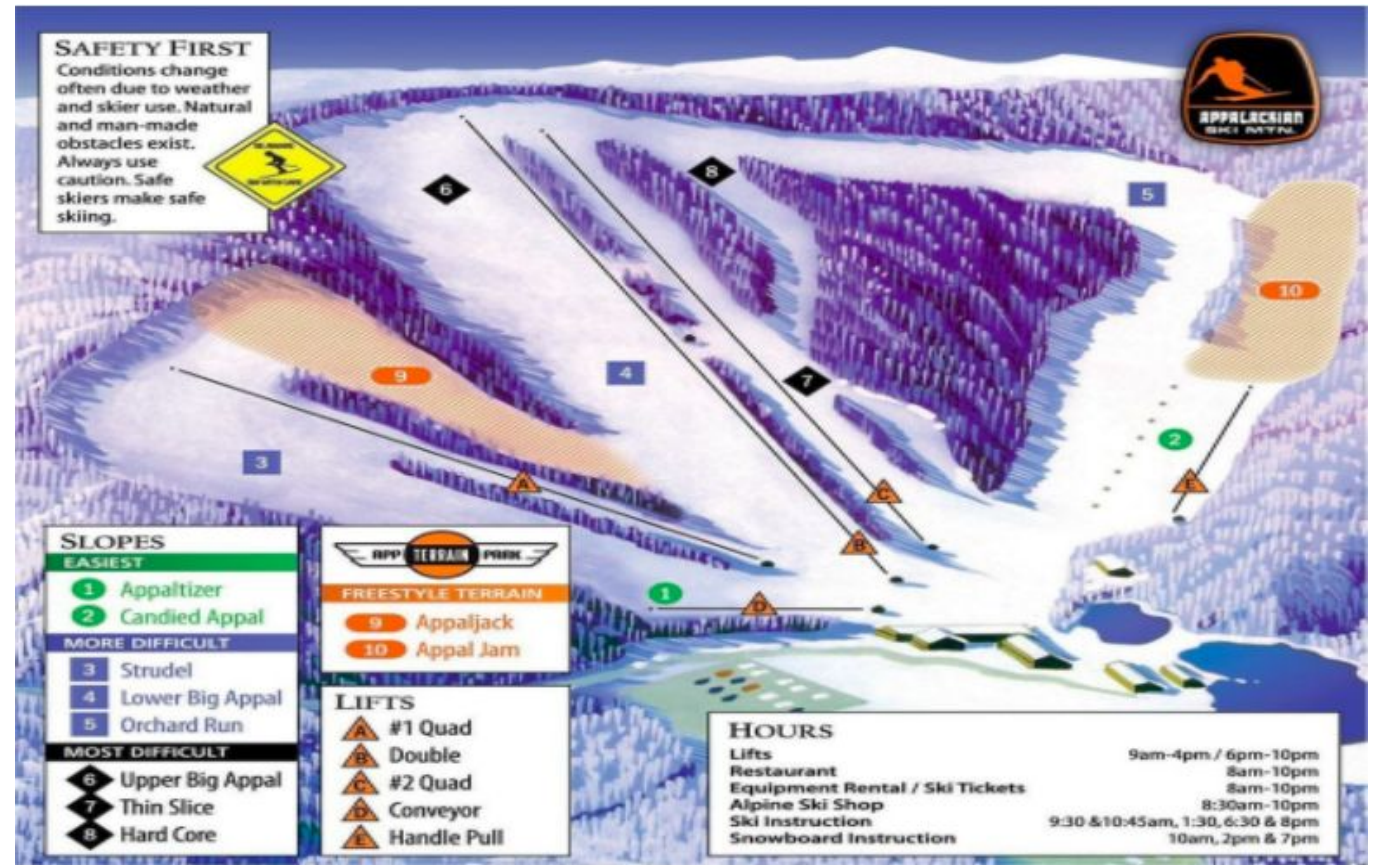 SAFETY FIRST
Conditions change
often due to weather
and skier use. Natural
and man-made
obstacles exist.
Always use
caution. Safe
skiers make safe
skiing.
APPALACHIAN
SKI MTN.
6
8
5
10
9
4
7
2
3
A
C
E
B
1
D
SLOPES
EASIEST
1 Appaltizer
2 Candied Appal
MORE DIFFICULT
3 Strudel
4 Lower Big Appal
5 Orchard Run
MOST DIFFICULT
6 Upper Big Appal
7 Thin Slice
8 Hard Core
APP TERRAIN PARK
FREESTYLE TERRAIN
9 Appaljack
10 Appal Jam
LIFTS
A #1 Quad
B Double
C #2 Quad
D Conveyor
E Handle Pull
HOURS
Lifts 9am-4pm / 6pm-10pm
Restaurant 8am-10pm
Equipment Rental / Ski Tickets 8am-10pm
Alpine Ski Shop 8:30am-10pm
Ski Instruction 9:30 &10:45am, 1:30, 6:30 & 8pm
Snowboard Instruction 10am, 2pm & 7pm